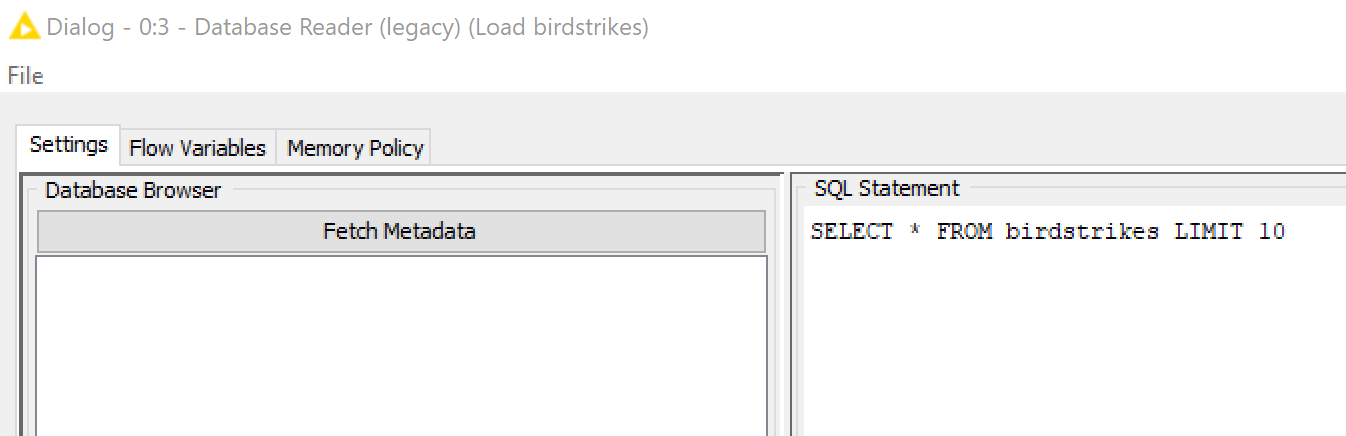 Dialog - 0:3 - Database Reader (legacy) (Load birdstrikes)
File
Settings Flow Variables Memory Policy
Database Browser
Fetch Metadata
SQL Statement
SELECT * FROM birdstrikes LIMIT 10